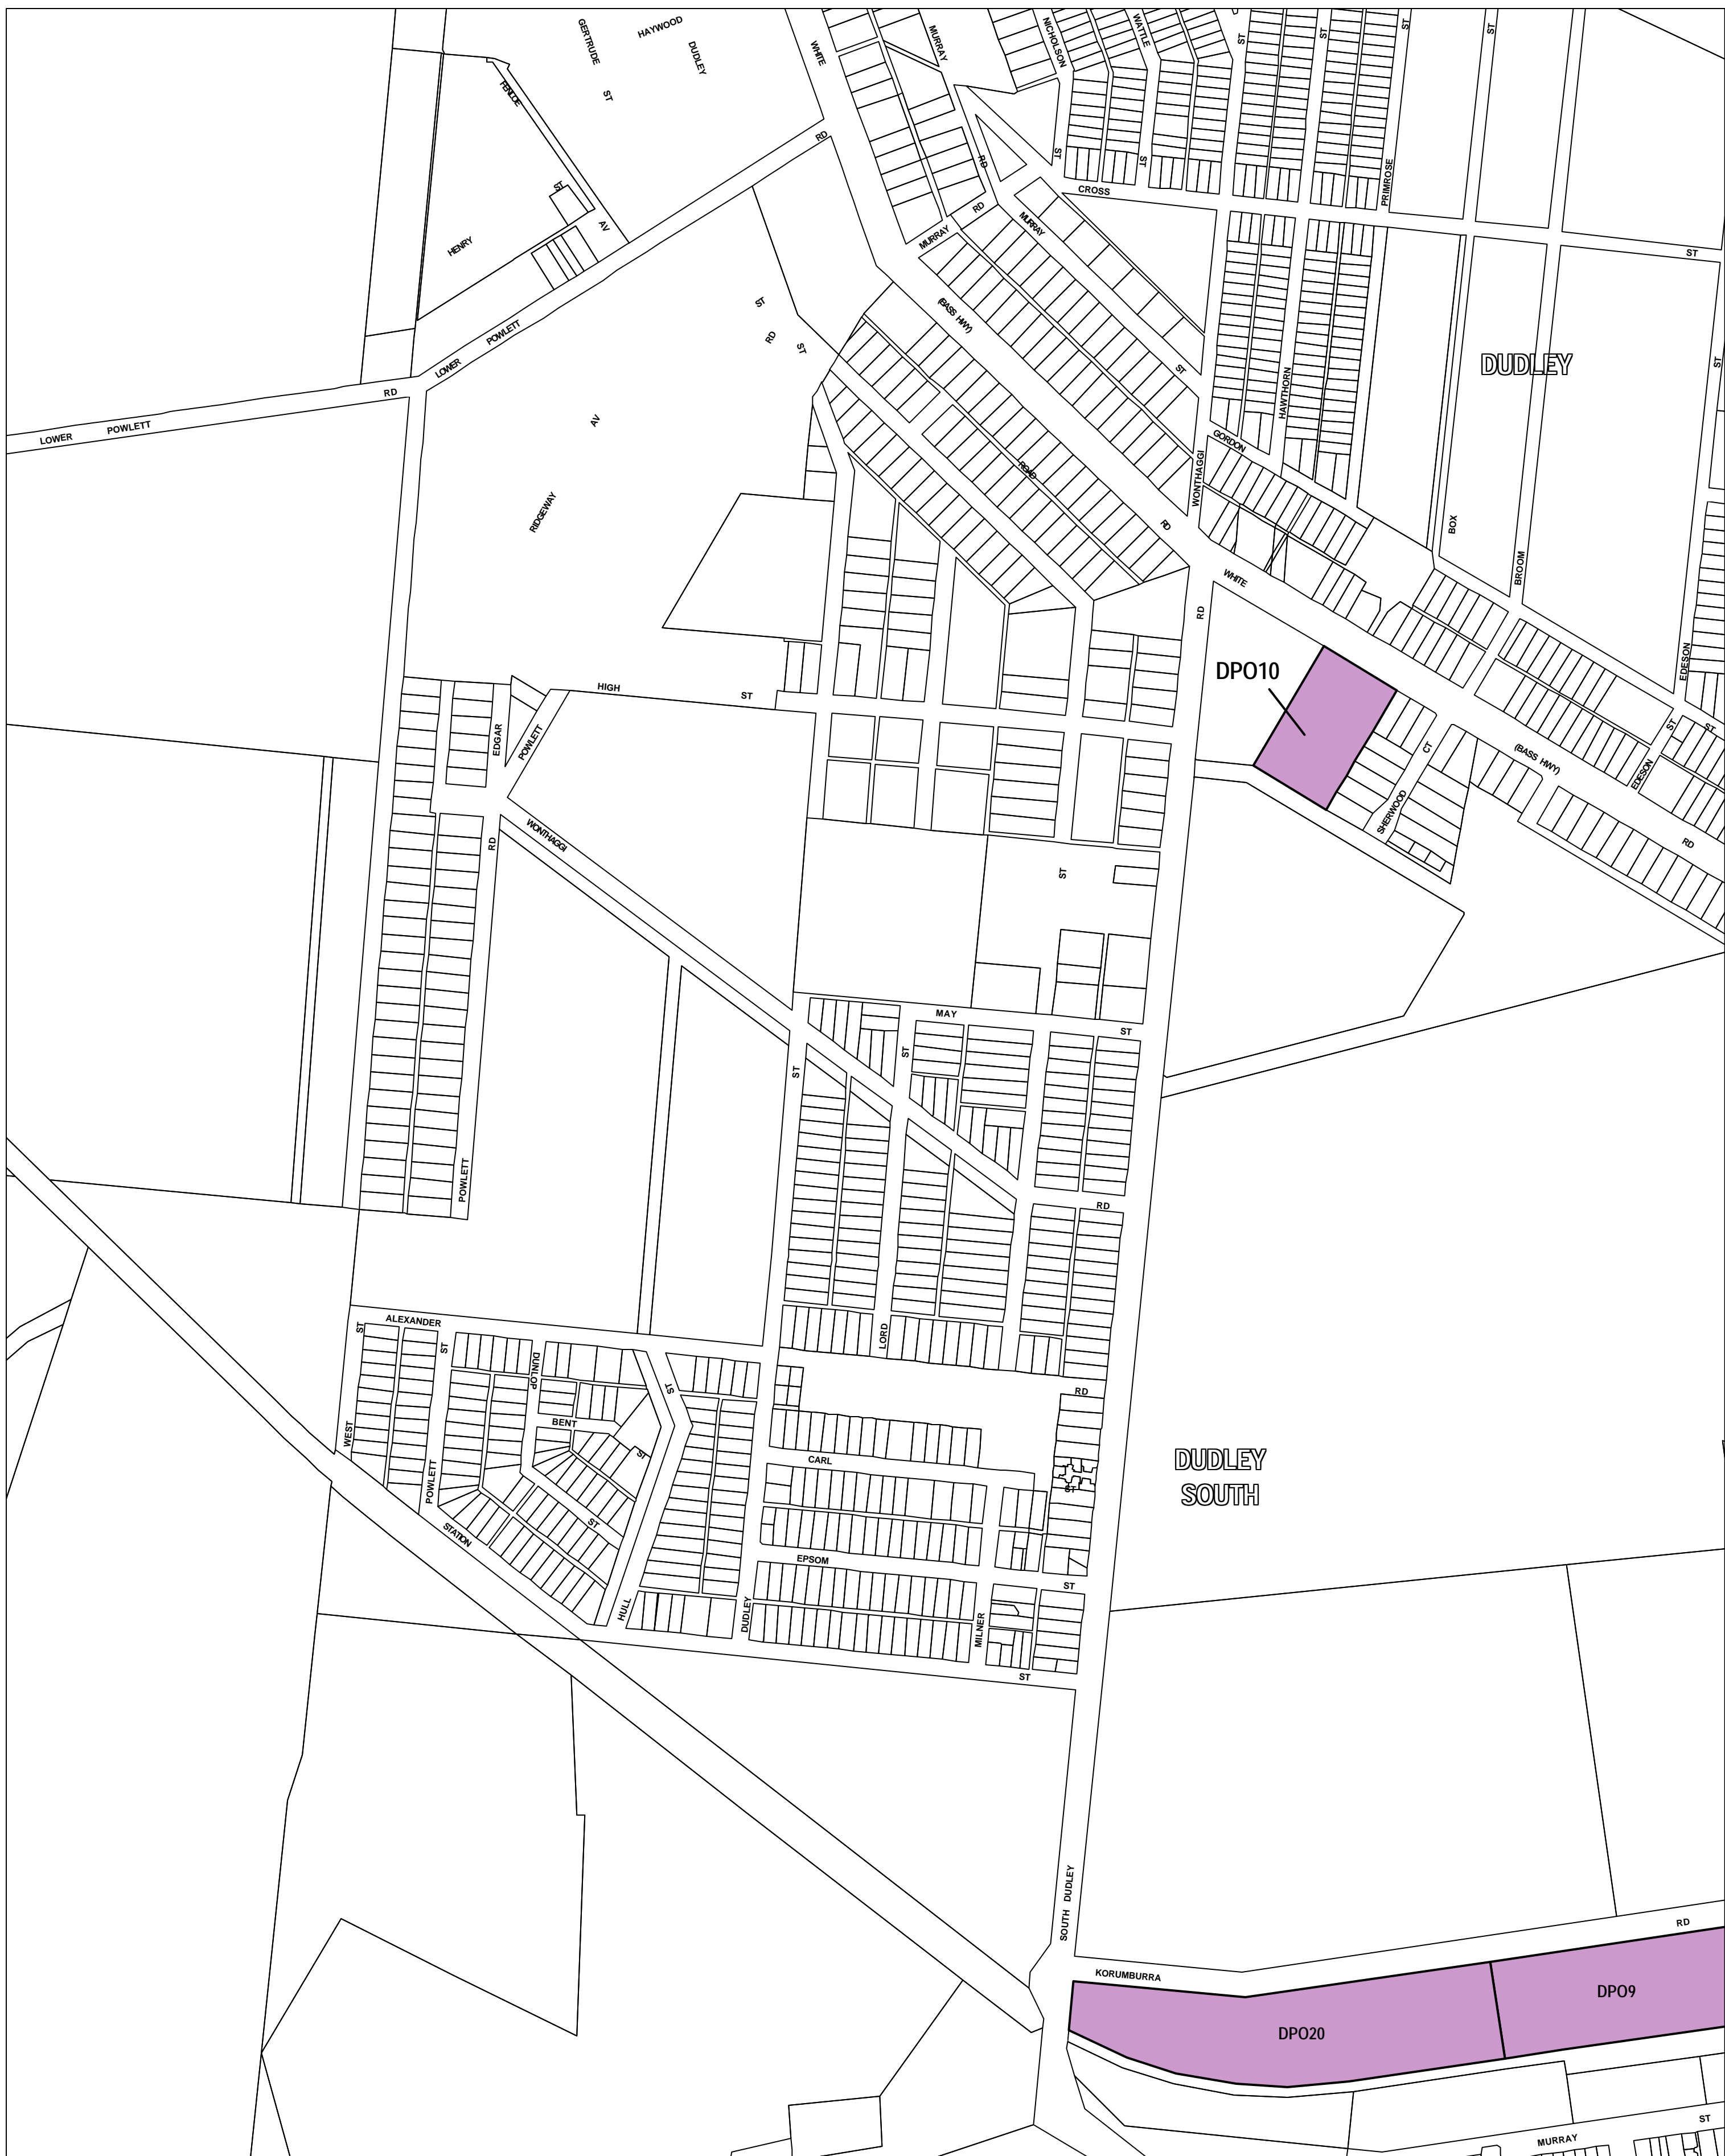 GERTRUDE
ST
HAYWOOD
DUDLEY
WHITE
MURRAY
NICHOLSON
WATTLE
ST
ST
ST
ST
FENLOE
RD
RD
ST
ST
CROSS
PRIMROSE
ST
AV
HENRY
MURRAY
RD
MURRAY
ST
LOWER
POWLETT
ST
RD
ST
(BASS HWY)
ST
HAWTHORN
DUDLEY
ST
LOWER
POWLETT
RD
AV
GORDON
WONTHAGGI
ROAD
RIDGEWAY
RD
BOX
BROOM
WHITE
RD
EDESON
HIGH
ST
DPO10
EDGAR
POWLETT
CT
(BASS HWY)
ST
ST
EDESON
SHERWOOD
RD
RD
WONTHAGGI
ST
MAY
ST
ST
ST
POWLETT
RD
ALEXANDER
ST
ST
DUNLOP
LORD
ST
RD
WEST
BENT
ST
CARL
DUDLEY
SOUTH
POWLETT
ST
STATION
ST
EPSOM
ST
HULL
DUDLEY
MILNER
ST
SOUTH DUDLEY
RD
KORUMBURRA
DPO9
DPO20
ST
MURRAY